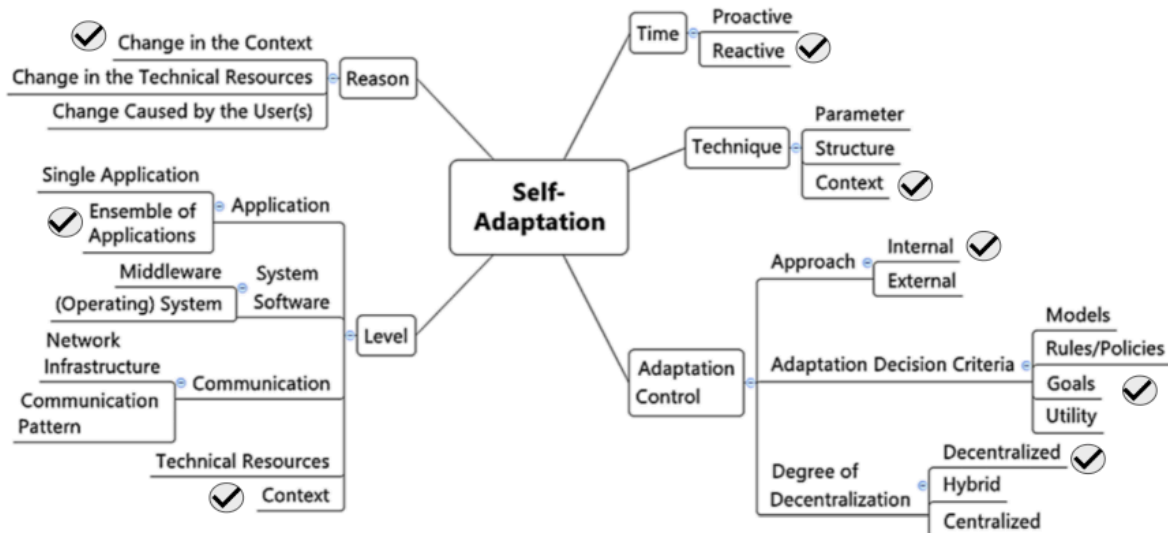 Change in the Context
Change in the Technical Resources
Change Caused by the User(s)
Reason
Single Application
Ensemble of
Applications
Application
Middleware
(Operating) System
System
Software
Network
Infrastructure
Communication
Pattern
Communication
Technical Resources
Context
Level
Self-
Adaptation
Time
Proactive
Reactive
Technique
Parameter
Structure
Context
Adaptation
Control
Approach
Internal
External
Adaptation Decision Criteria
Models
Rules/Policies
Goals
Utility
Degree of
Decentralization
Decentralized
Hybrid
Centralized